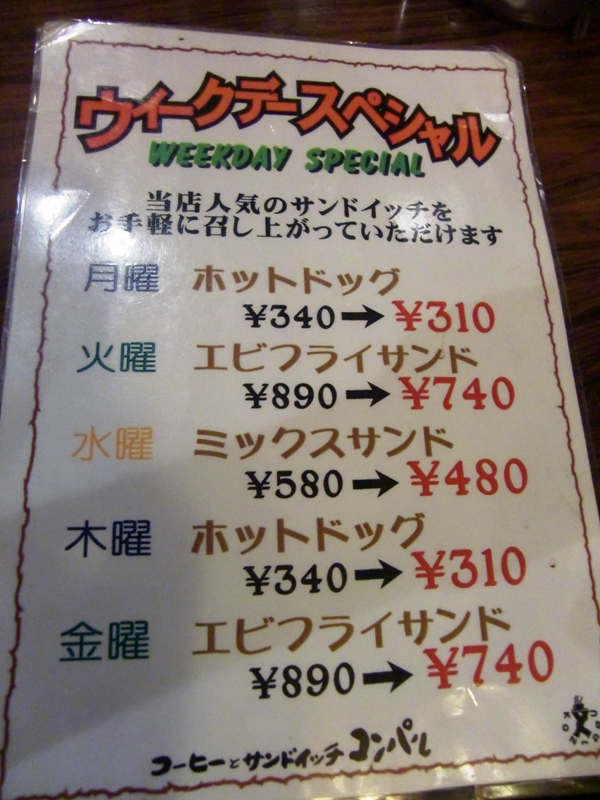 ウィークデースペシャル
WEEKDAY SPECIAL
当店人気のサンドイッチを
お手軽に召し上がっていただけます
月曜 ホットドッグ
¥340→¥310
火曜 エビフライサンド
¥890→¥740
水曜 ミックスサンド
¥580→¥480
木曜 ホットドッグ
¥340→¥310
金曜 エビフライサンド
¥890→¥740
コーヒーとサンドイッチ コンパル